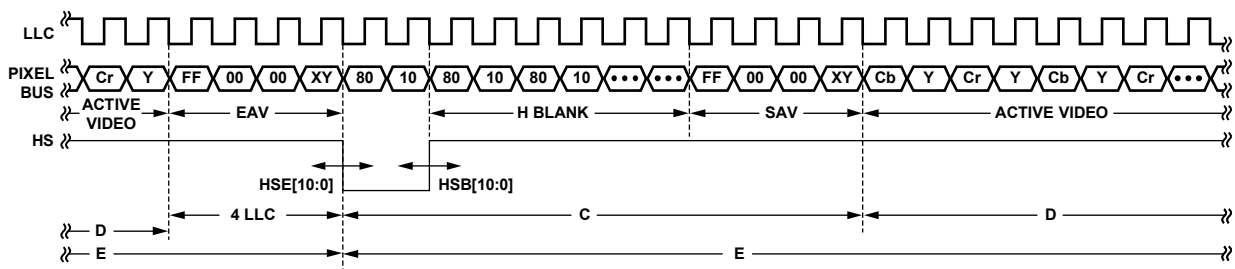 LLC
PIXEL BUS Cr Y FF 00 00 XY 80 10 80 10 80 10 ••• ••• FF 00 00 XY Cb Y Cr Y Cb Y Cr •••
ACTIVE VIDEO EAV H BLANK SAV ACTIVE VIDEO
HS
HSE[10:0] HSB[10:0]
4 LLC C D
D
E E